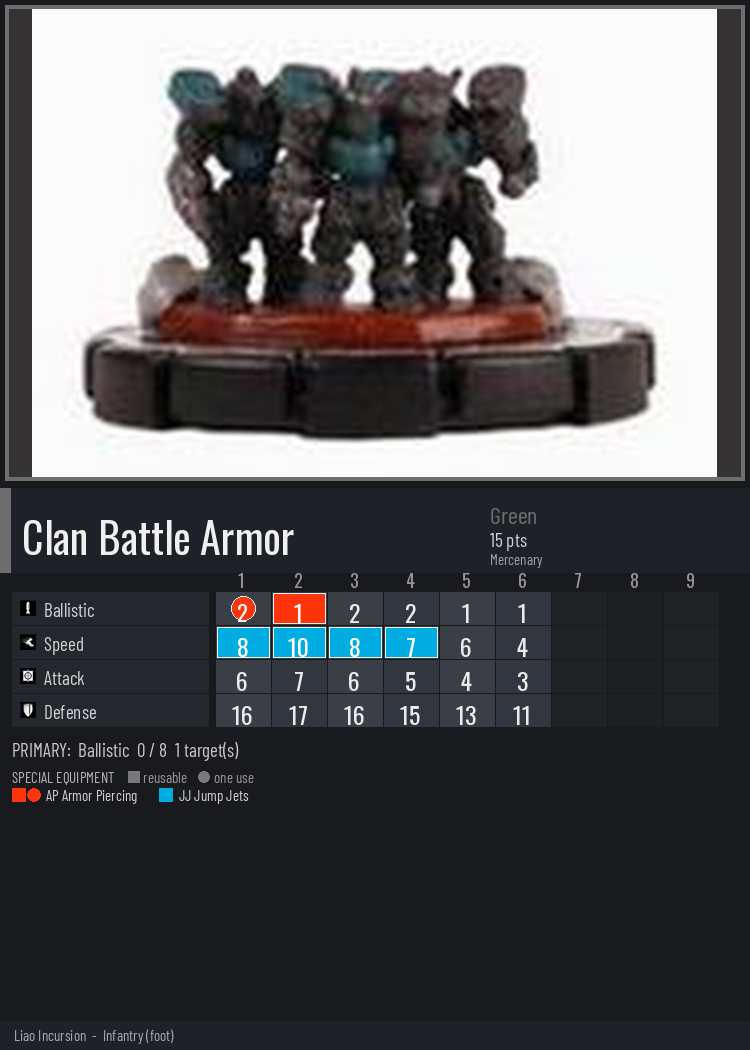 Clan Battle Armor
Green
15 pts
Mercenary
1 2 3 4 5 6 7 8 9
Ballistic 2 1 2 2 1 1
Speed 8 10 8 7 6 4
Attack 6 7 6 5 4 3
Defense 16 17 16 15 13 11
PRIMARY: Ballistic 0 / 8 1 target(s)
SPECIAL EQUIPMENT reusable one use
AP Armor Piercing JJ Jump Jets
Liao Incursion - Infantry (foot)